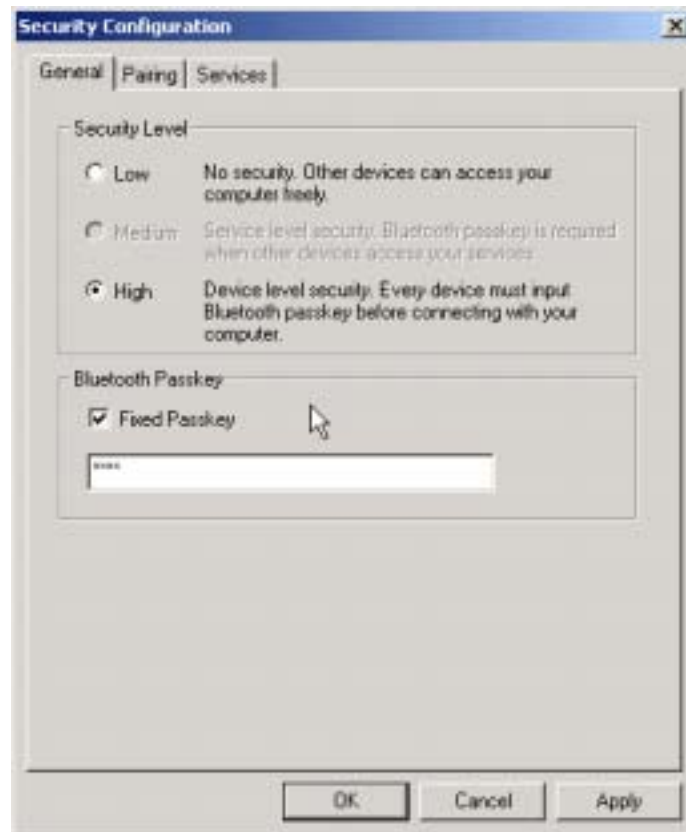 Security Configuration
General Pairing Services
Security Level
Low No security. Other devices can access your
computer freely.
Medium Service level security. Bluetooth passkey is required
when other devices access your services
High Device level security. Every device must input
Bluetooth passkey before connecting with your
computer.
Bluetooth Passkey
Fixed Passkey
****
OK Cancel Apply